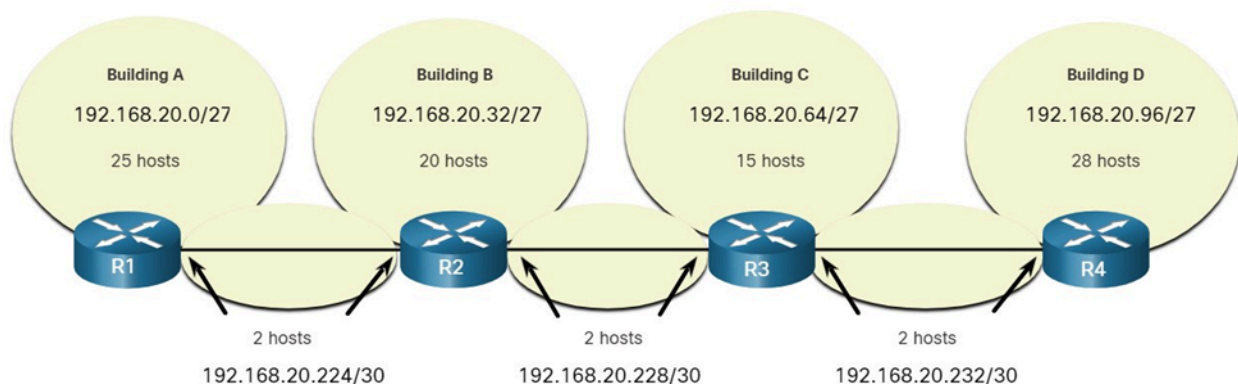 Building A
192.168.20.0/27
25 hosts
Building B
192.168.20.32/27
20 hosts
Building C
192.168.20.64/27
15 hosts
Building D
192.168.20.96/27
28 hosts
R1
R2
R3
R4
2 hosts
192.168.20.224/30
2 hosts
192.168.20.228/30
2 hosts
192.168.20.232/30